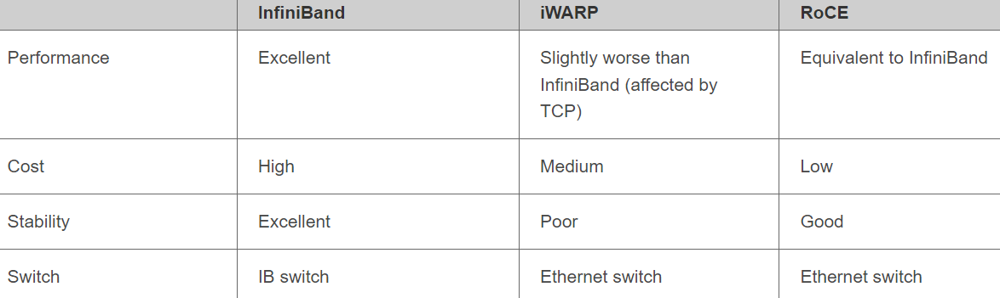 InfiniBand iWARP RoCE
Performance Excellent Slightly worse than Equivalent to InfiniBand
InfiniBand (affected by
TCP)
Cost High Medium Low
Stability Excellent Poor Good
Switch IB switch Ethernet switch Ethernet switch